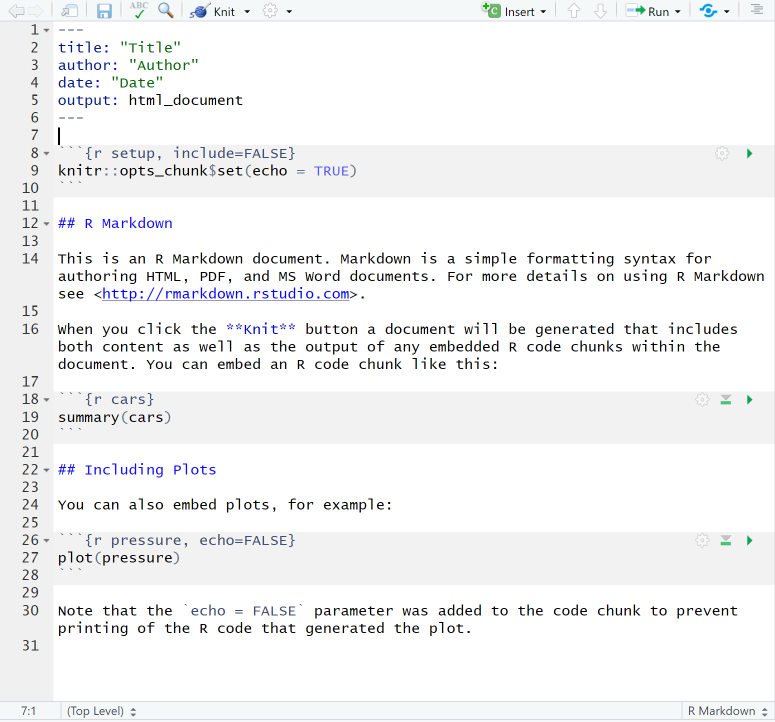 ABC Knit Insert Run
1 ---
2 title: "Title"
3 author: "Author"
4 date: "Date"
5 output: html_document
6 ---
7
8 ```{r setup, include=FALSE}
9 knitr::opts_chunk$set(echo = TRUE)
10 ```
11
12 ## R Markdown
13
14 This is an R Markdown document. Markdown is a simple formatting syntax for
authoring HTML, PDF, and MS Word documents. For more details on using R Markdown
see <http://rmarkdown.rstudio.com>.
15
16 When you click the **Knit** button a document will be generated that includes
both content as well as the output of any embedded R code chunks within the
document. You can embed an R code chunk like this:
17
18 ```{r cars}
19 summary(cars)
20 ```
21
22 ## Including Plots
23
24 You can also embed plots, for example:
25
26 ```{r pressure, echo=FALSE}
27 plot(pressure)
28 ```
29
30 Note that the `echo = FALSE` parameter was added to the code chunk to prevent
printing of the R code that generated the plot.
31
7:1 (Top Level) R Markdown